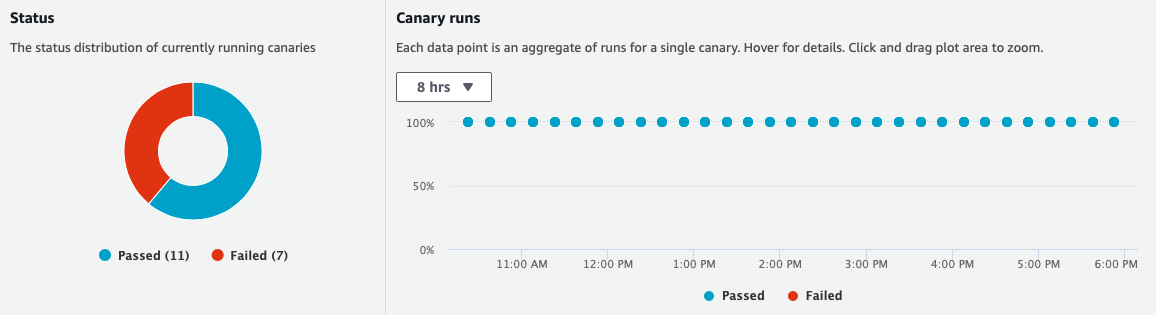 Status
The status distribution of currently running canaries
Passed (11) Failed (7)
Canary runs
Each data point is an aggregate of runs for a single canary. Hover for details. Click and drag plot area to zoom.
8 hrs
100%
50%
0%
11:00 AM 12:00 PM 1:00 PM 2:00 PM 3:00 PM 4:00 PM 5:00 PM 6:00 PM
Passed Failed